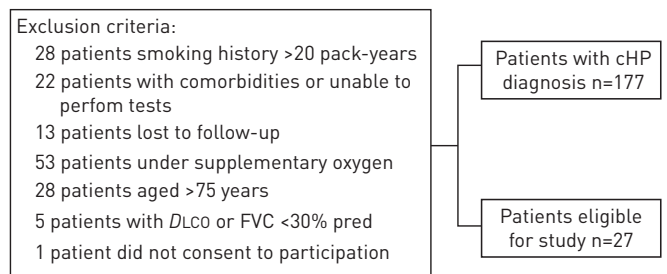 Exclusion criteria:
28 patients smoking history >20 pack-years
22 patients with comorbidities or unable to
perfom tests
13 patients lost to follow-up
53 patients under supplementary oxygen
28 patients aged >75 years
5 patients with DLCO or FVC <30% pred
1 patient did not consent to participation
Patients with cHP
diagnosis n=177
Patients eligible
for study n=27